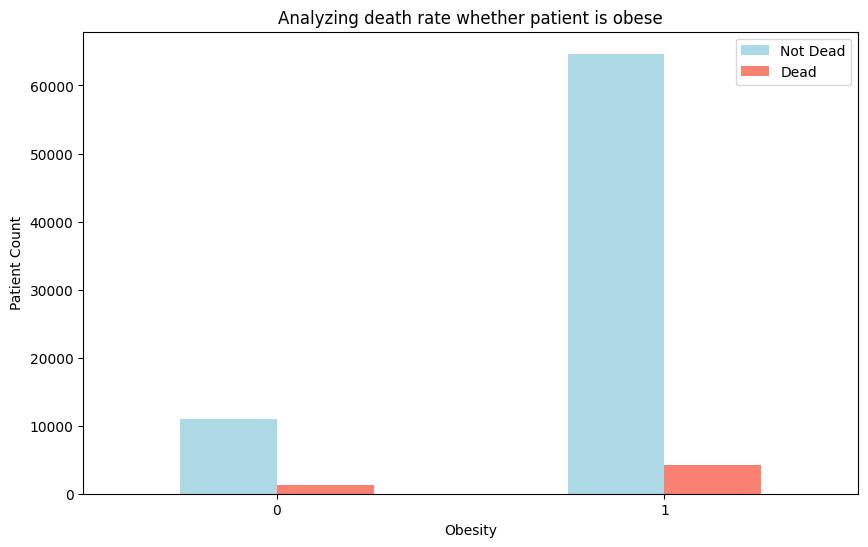 Analyzing death rate whether patient is obese
Not Dead
Dead
Patient Count
60000
50000
40000
30000
20000
10000
0
0 1
Obesity